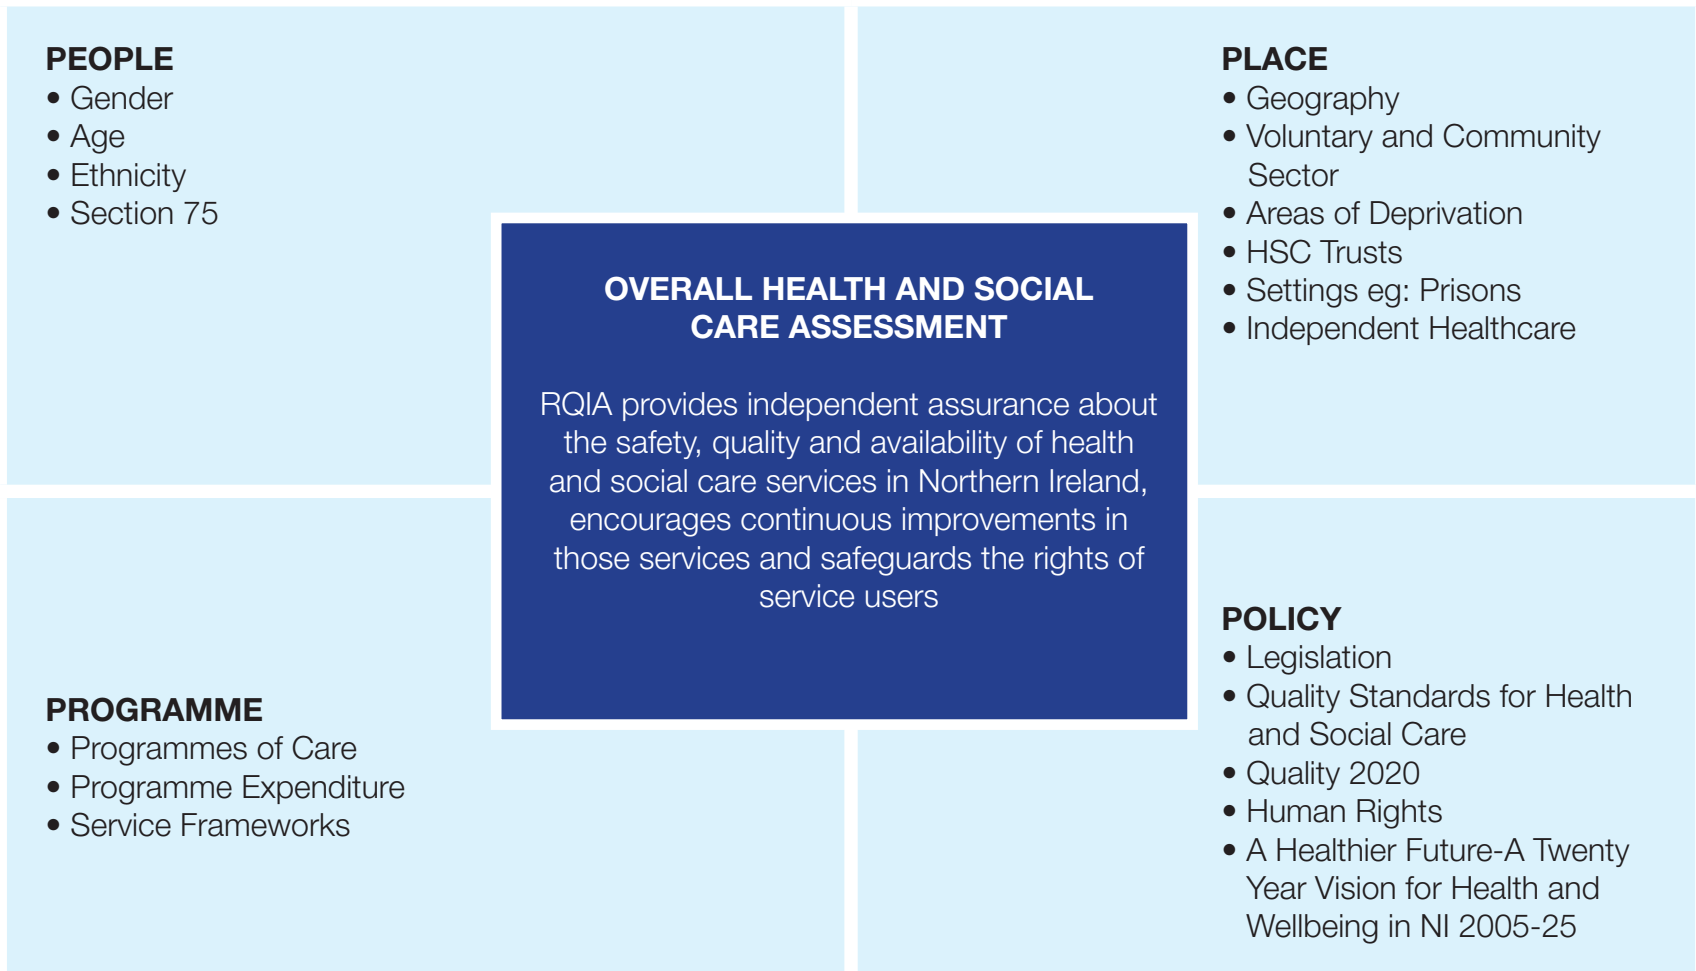 PEOPLE
• Gender
• Age
• Ethnicity
• Section 75
PLACE
• Geography
• Voluntary and Community
Sector
• Areas of Deprivation
• HSC Trusts
• Settings eg: Prisons
• Independent Healthcare
OVERALL HEALTH AND SOCIAL
CARE ASSESSMENT
RQIA provides independent assurance about
the safety, quality and availability of health
and social care services in Northern Ireland,
encourages continuous improvements in
those services and safeguards the rights of
service users
PROGRAMME
• Programmes of Care
• Programme Expenditure
• Service Frameworks
POLICY
• Legislation
• Quality Standards for Health
and Social Care
• Quality 2020
• Human Rights
• A Healthier Future-A Twenty
Year Vision for Health and
Wellbeing in NI 2005-25